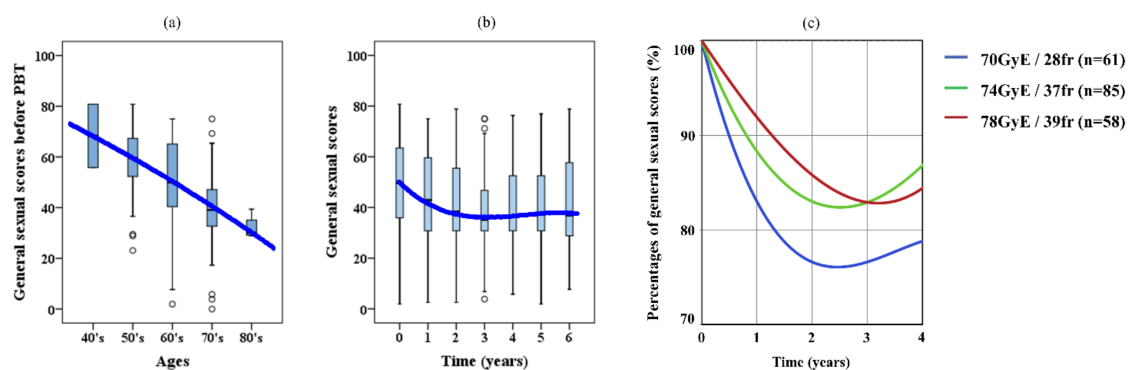 (a)
General sexual scores before PBT
100
80
60
40
20
0
40's 50's 60's 70's 80's
Ages
(b)
General sexual scores
100
80
60
40
20
0
0 1 2 3 4 5 6
Time (years)
(c)
Percentages of general sexual scores (%)
100
90
80
70
0 1 2 3 4
Time (years)
70GyE / 28fr (n=61)
74GyE / 37fr (n=85)
78GyE / 39fr (n=58)